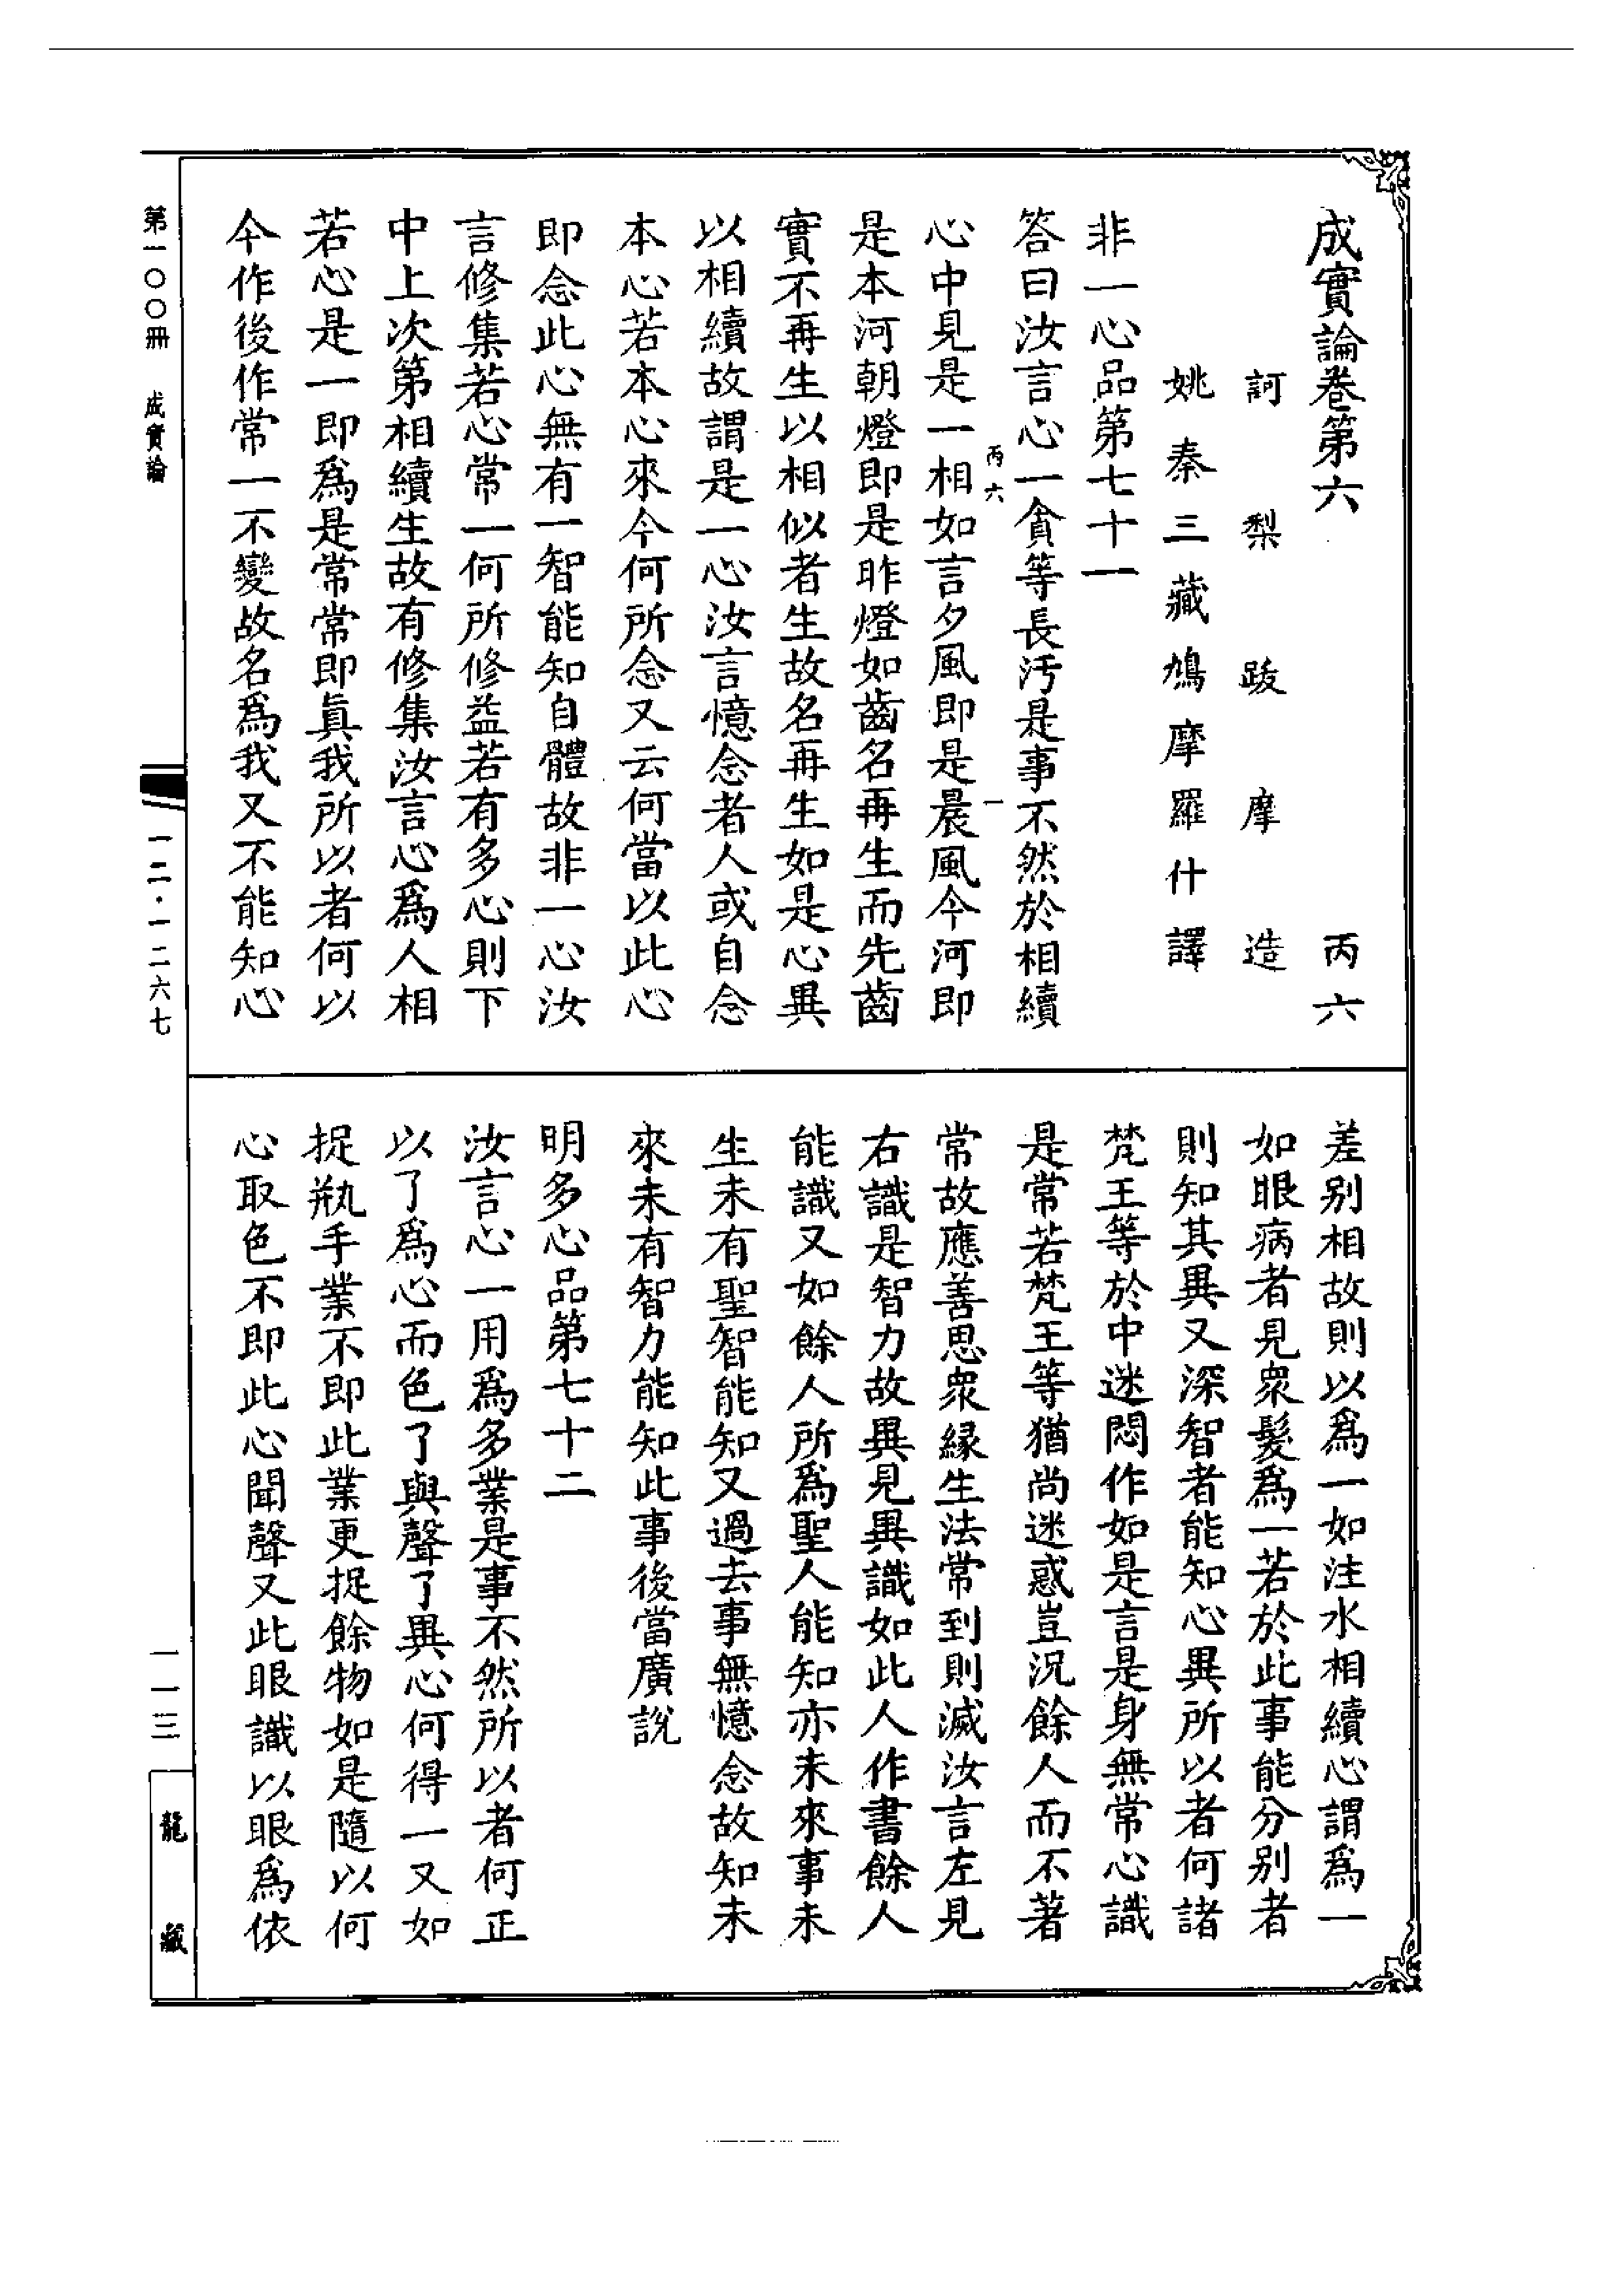 成實論卷第六　丙六
訶梨跋摩造
姚秦三藏鳩摩羅什譯
非一心品第七十一
答曰汝言心一貪等長汚是事不然於相續
丙六　一
心中見是一相如言夕風即是晨風今河即
是本河朝燈即是昨燈如齒名再生而先齒
實不再生以相似者生故名再生如是心異
以相續故謂是一心汝言憶念者人或自念
本心若本心來今何所念又云何當以此心
即念此心無有一智能知自體故非一心汝
言修集若心常一何所修益若有多心則下
中上次第相續生故有修集汝言心爲人相
若心是一即爲是常常即眞我所以者何以
今作後作常一不變故名爲我又不能知心
差别相故則以爲一如注水相續心謂爲一
如眼病者見衆髮爲一若於此事能分别者
則知其異又深智者能知心異所以者何諸
梵王等於中迷悶作如是言是身無常心識
是常若梵王等猶尚迷惑豈況餘人而不著
常故應善思衆緣生法常到則滅汝言左見
右識是智力故異見異識如此人作書餘人
能識又如餘人所爲聖人能知亦未來事未
生未有聖智能知又過去事無憶念故知未
來未有智力能知此事後當廣說
明多心品第七十二
汝言心一用爲多業是事不然所以者何正
以了爲心而色了與聲了異心何得一又如
捉瓶手業不即此業更捉餘物如是隨以何
心取色不即此心聞聲又此眼識以眼爲依
第一〇〇冊　成實論
一二·一二六七
一一三
龍藏